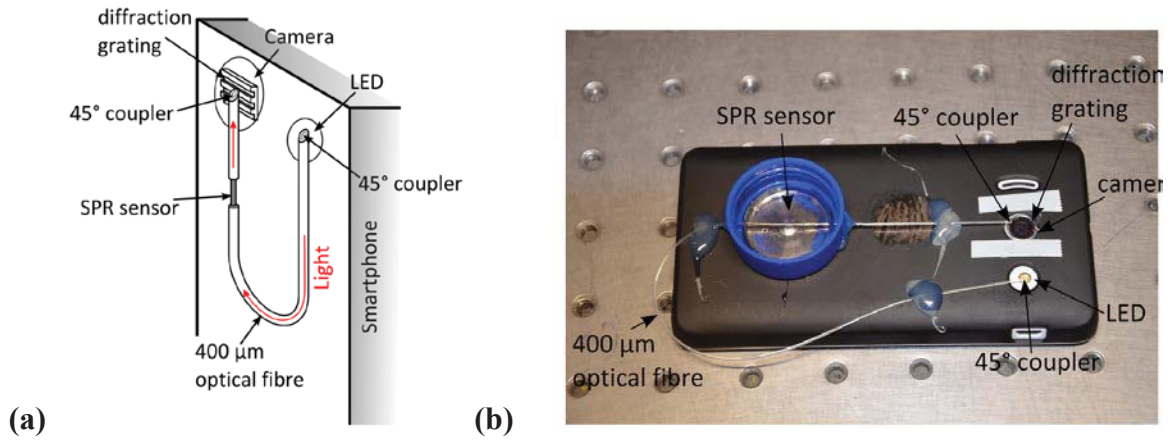 diffraction
grating
Camera
LED
45° coupler
45° coupler
SPR sensor
Light
Smartphone
400 µm
optical fibre
(a)
diffraction
grating
45° coupler
SPR sensor
camera
LED
400 µm
optical fibre
45° coupler
(b)